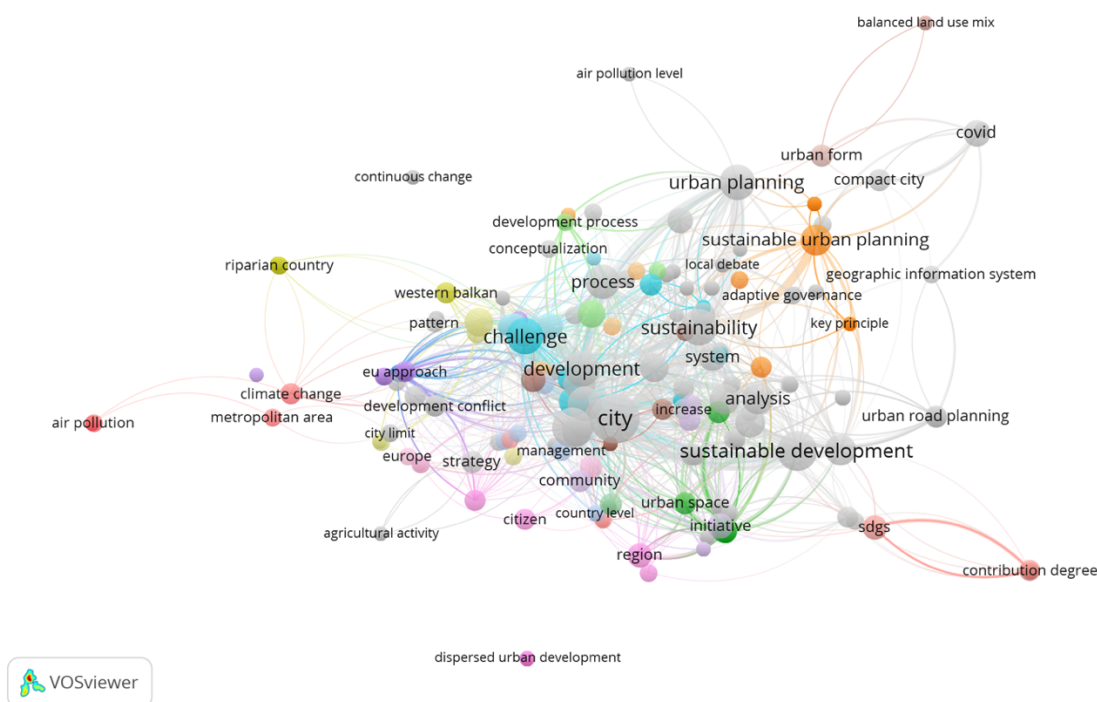 balanced land use mix
air pollution level
covid
urban form
continuous change
urban planning
compact city
development process
sustainable urban planning
conceptualization
riparian country
local debate
geographic information system
process
western balkan
adaptive governance
pattern
challenge
sustainability
key principle
system
eu approach
development
climate change
development conflict
analysis
air pollution
metropolitan area
city
increase
urban road planning
city limit
europe
strategy
management
sustainable development
community
urban space
citizen
country level
initiative
sdgs
agricultural activity
region
contribution degree
dispersed urban development
VOSviewer